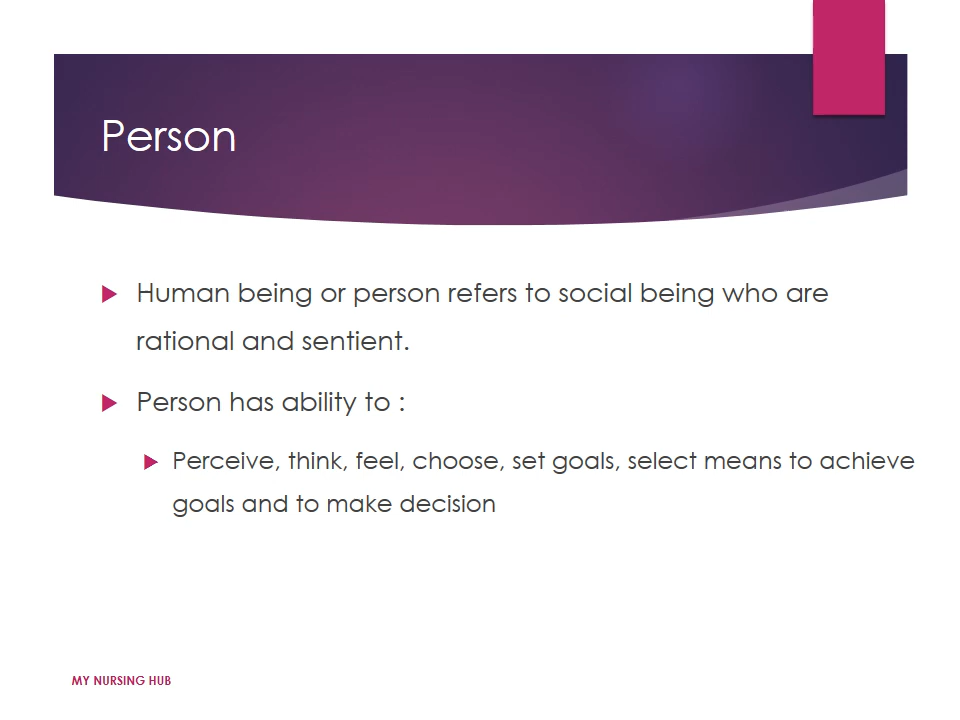 Person
Human being or person refers to social being who are
rational and sentient.
Person has ability to :
Perceive, think, feel, choose, set goals, select means to achieve
goals and to make decision
MY NURSING HUB